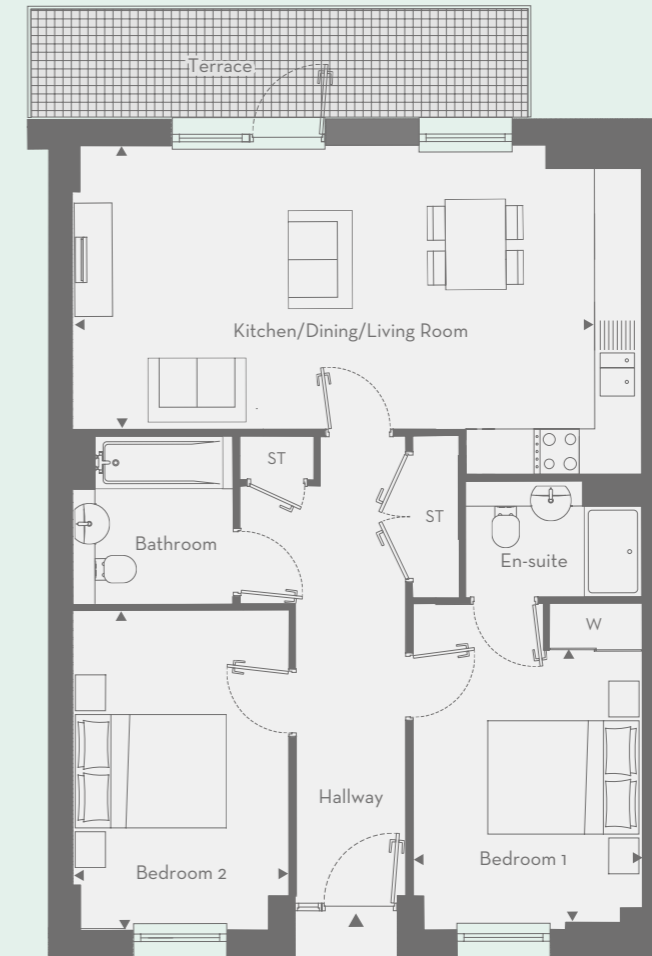 Terrace
Kitchen/Dining/Living Room
ST
ST
Bathroom
En-suite
W
Hallway
Bedroom 2
Bedroom 1